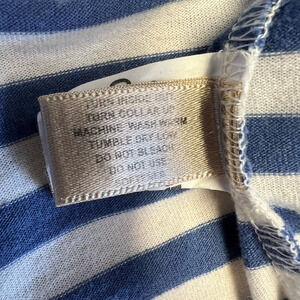 TURN INSIDE OUT
TURN COLLAR UP
MACHINE WASH WARM
TUMBLE DRY LOW
DO NOT BLEACH
DO NOT USE